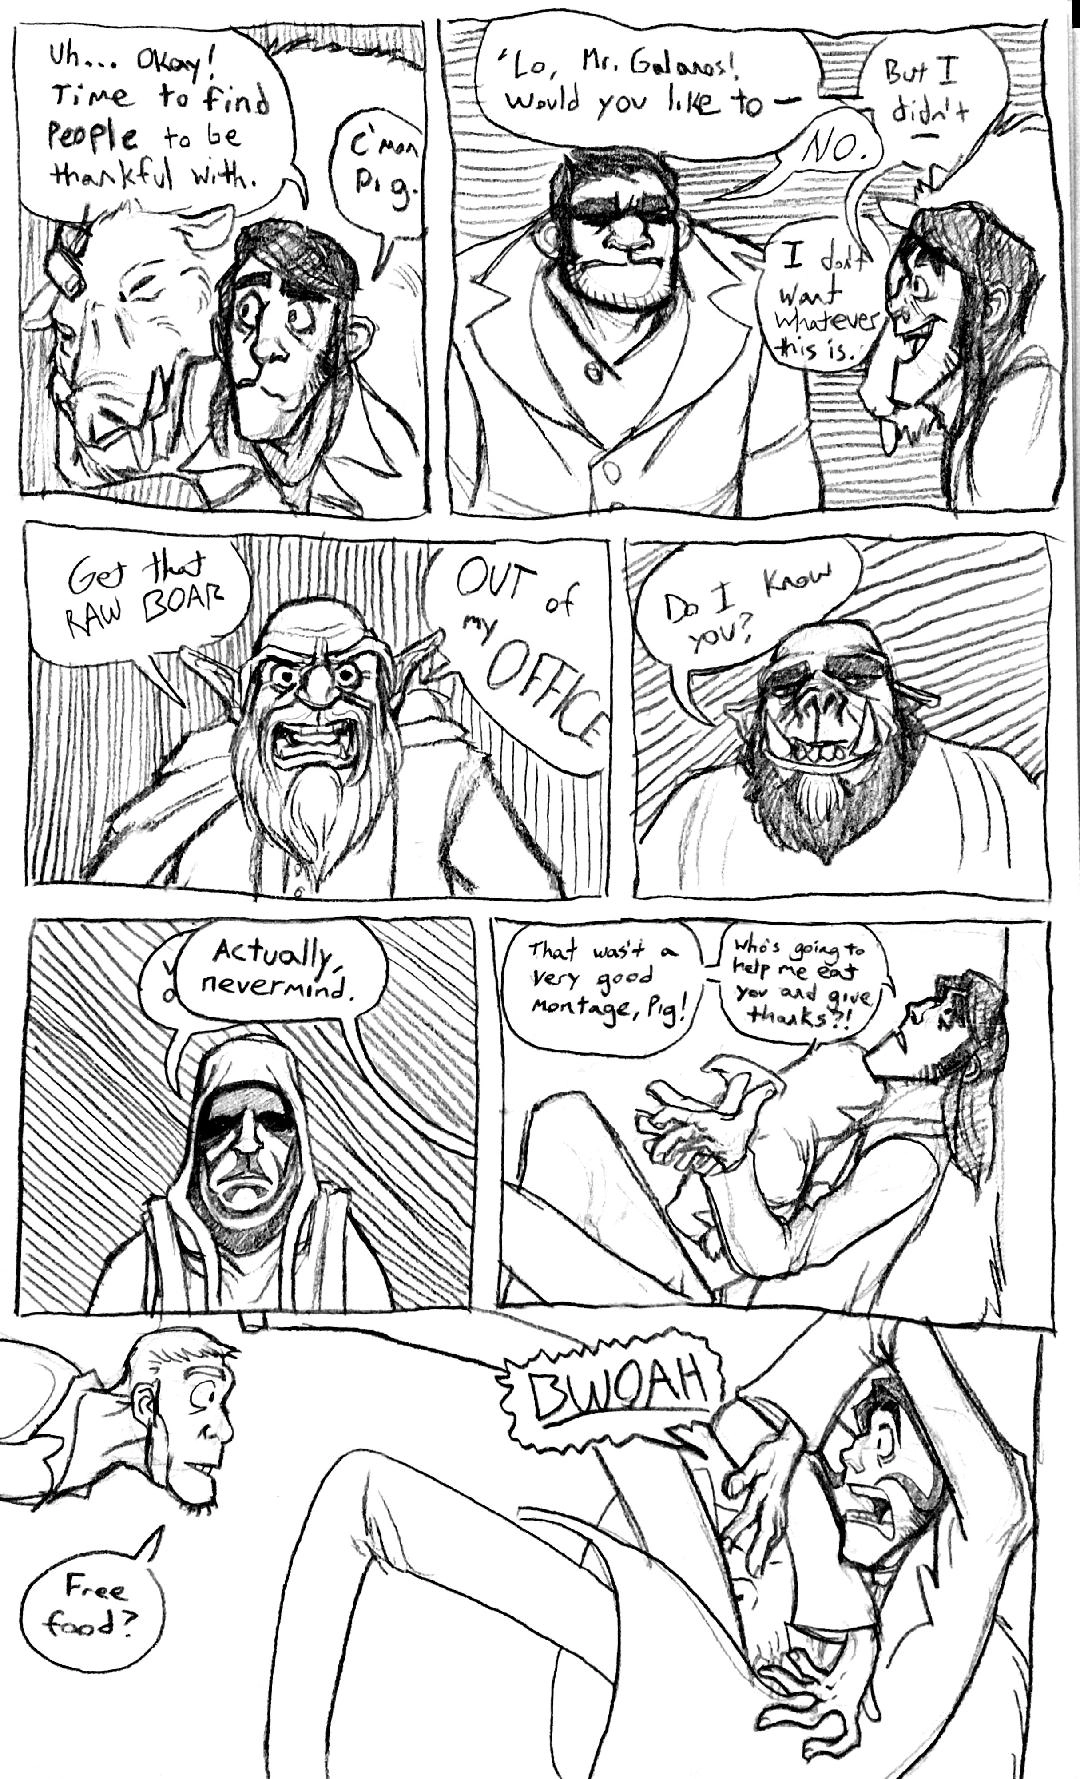 Uh... Okay!
Time to find
People to be
thankful with.
C'mon
Pig.
'Lo, Mr. Galanos!
Would you like to —
NO.
But I
didn't
I don't
want
whatever
this is.
Get that
RAW BOAR
OUT of
my
OFFICE
Do I know
you?
Actually,
nevermind.
That wasn't a
very good
montage, Pig!
Who's going to
help me eat
you and give
thanks?!
BWOAH
Free
food?